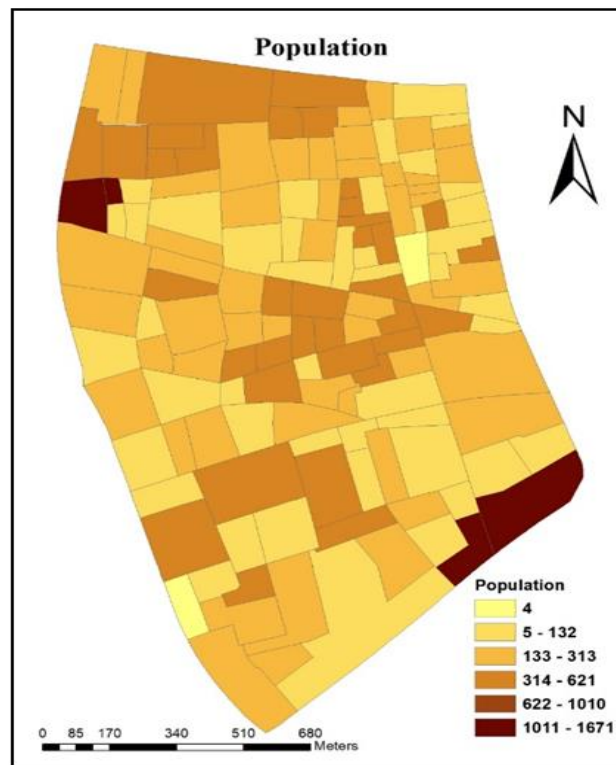 Population
N
Population
4
5 - 132
133 - 313
314 - 621
622 - 1010
1011 - 1671
0 85 170 340 510 680
Meters